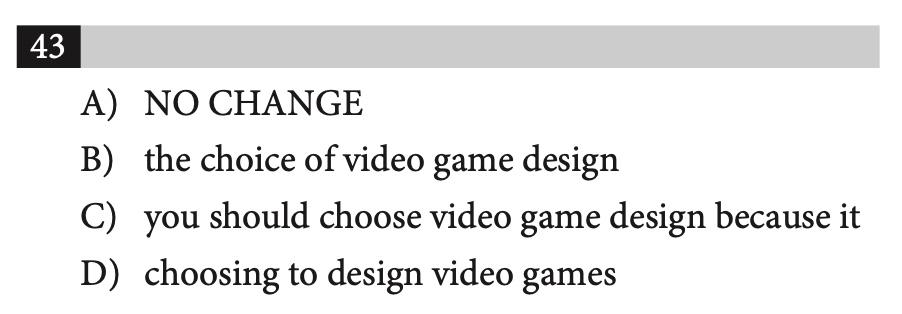 43
A) NO CHANGE
B) the choice of video game design
C) you should choose video game design because it
D) choosing to design video games